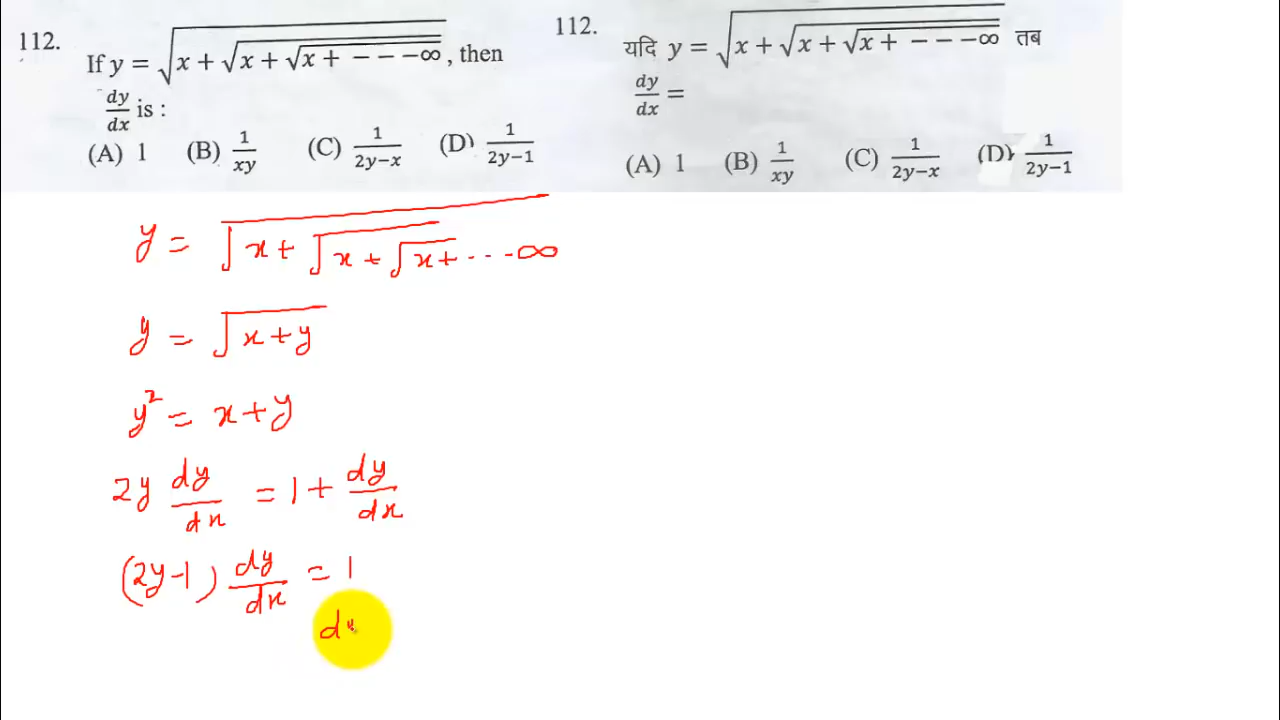 112.
If y = √(x + √(x + √(x + − − −∞))), then
dy/dx is :
(A) 1 (B) 1/xy (C) 1/2y−x (D) 1/2y−1
112.
यदि y = √(x + √(x + √(x + − − −∞))) तब
dy/dx =
(A) 1 (B) 1/xy (C) 1/2y−x (D) 1/2y−1
y = √(x + √(x + √(x + ⋯∞)))
y = √(x + y)
y² = x + y
2y dy/dx = 1 + dy/dx
(2y−1) dy/dx = 1